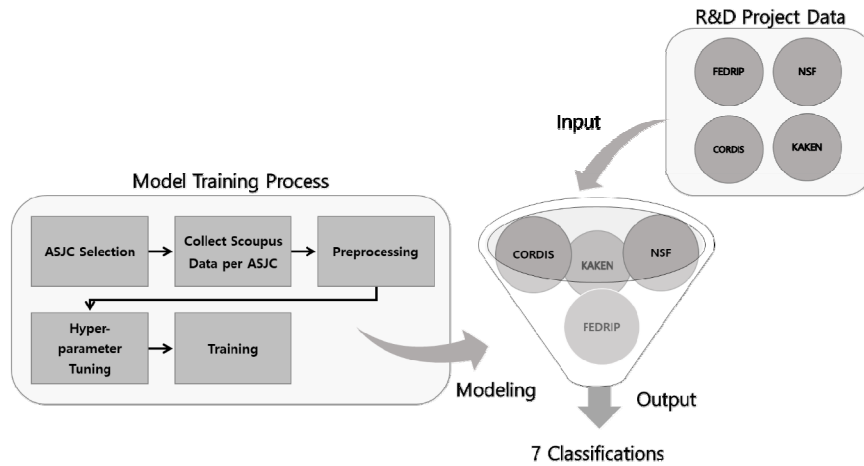 R&D Project Data
FEDRIP
NSF
CORDIS
KAKEN
Input
Model Training Process
ASJC Selection
Collect Scoupus
Data per ASJC
Preprocessing
Hyper-
parameter
Tuning
Training
Modeling
CORDIS
KAKEN
NSF
FEDRIP
Output
7 Classifications